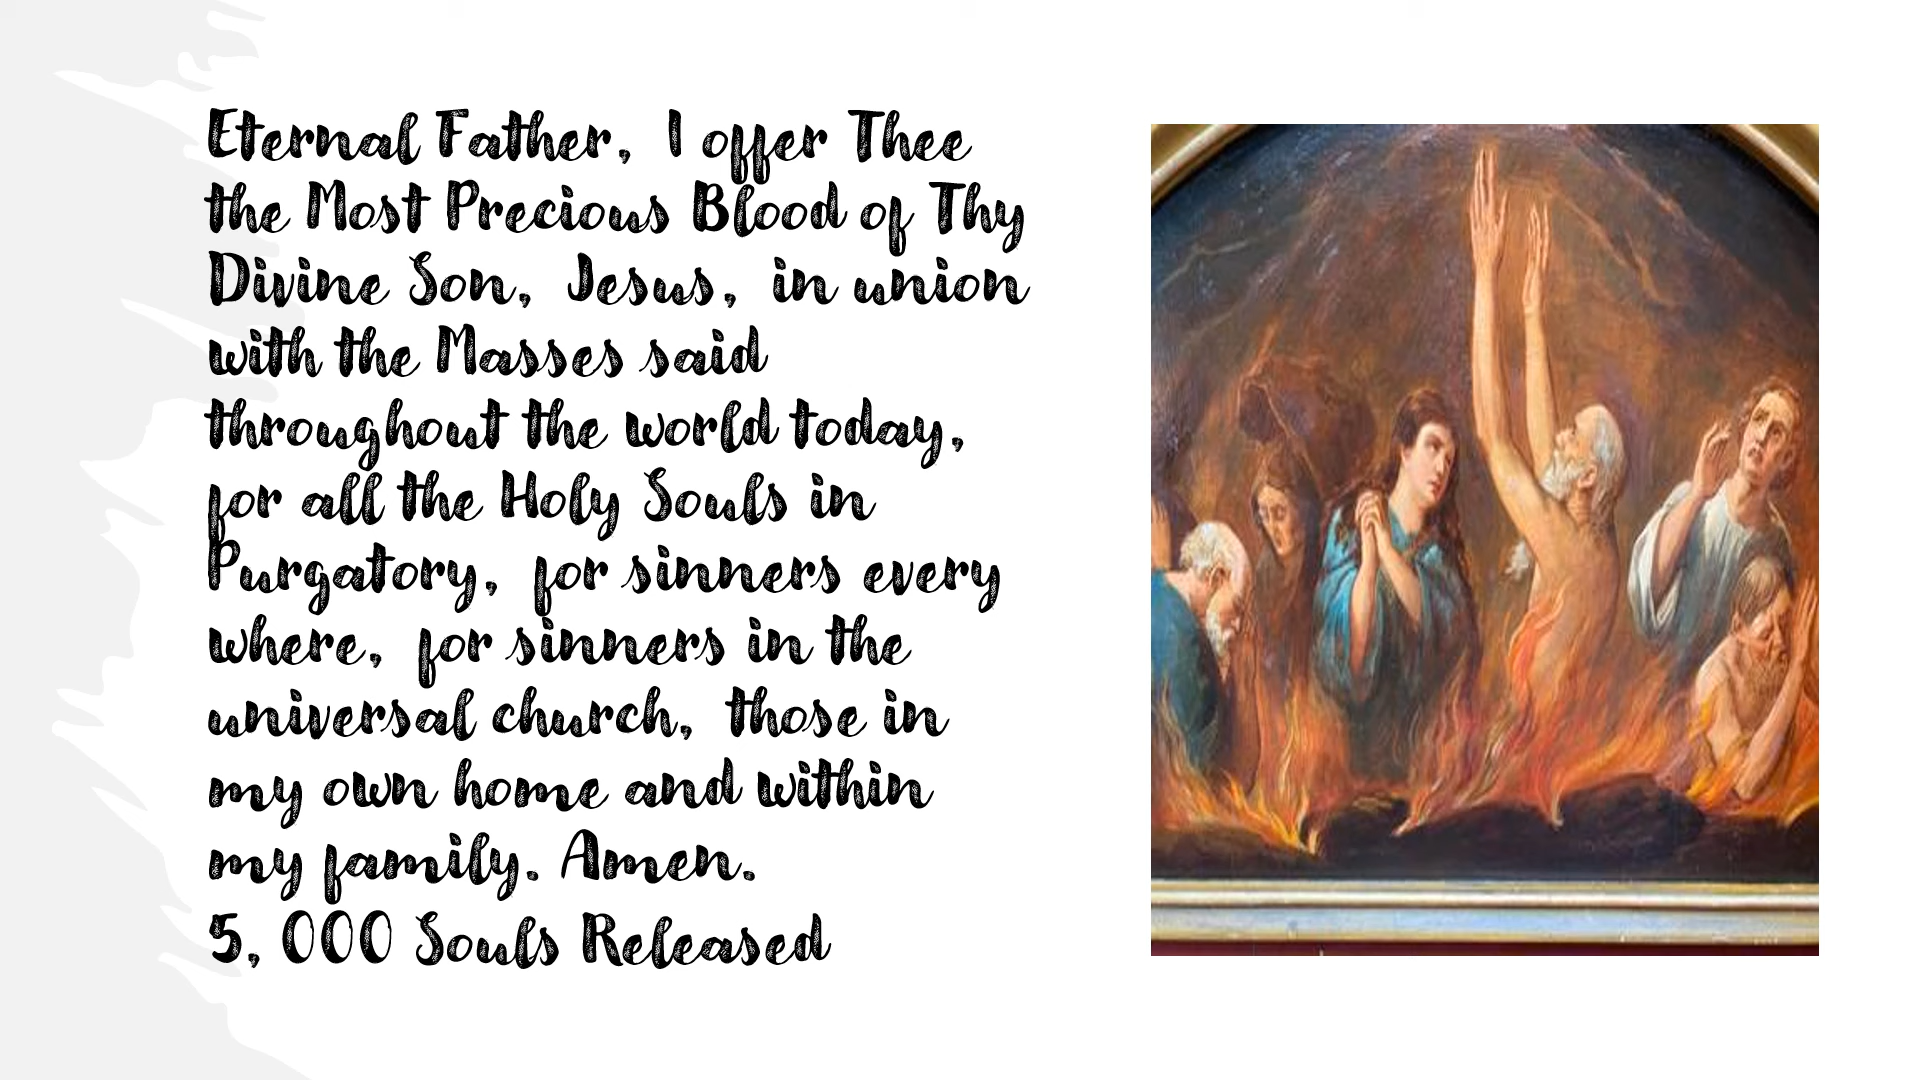 Eternal Father, I offer Thee
the Most Precious Blood of Thy
Divine Son, Jesus, in union
with the Masses said
throughout the world today,
for all the Holy Souls in
Purgatory, for sinners every
where, for sinners in the
universal church, those in
my own home and within
my family. Amen.
5, 000 Souls Released